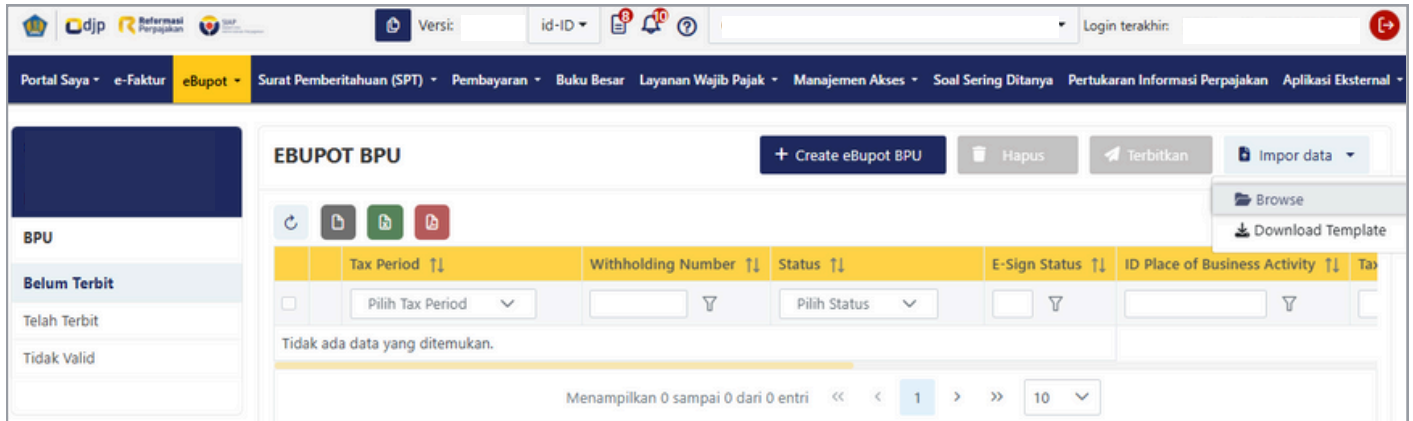 djp Reformasi Perpajakan SIAP Versi: id-ID 8 10 Login terakhir:
Portal Saya e-Faktur eBupot Surat Pemberitahuan (SPT) Pembayaran Buku Besar Layanan Wajib Pajak Manajemen Akses Soal Sering Ditanya Pertukaran Informasi Perpajakan Aplikasi Eksternal
EBUPOT BPU + Create eBupot BPU Hapus Terbitkan Impor data
Browse
Download Template
BPU
Belum Terbit
Telah Terbit
Tidak Valid
Tax Period Withholding Number Status E-Sign Status ID Place of Business Activity
Pilih Tax Period Pilih Status
Tidak ada data yang ditemukan.
Menampilkan 0 sampai 0 dari 0 entri << < 1 > >> 10